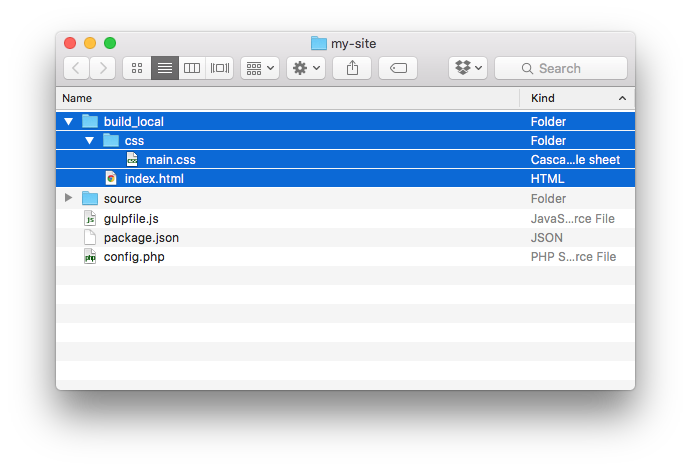 my-site
Search
Name Kind
build_local Folder
css Folder
main.css Casca...le sheet
index.html HTML
source Folder
gulpfile.js JavaS...rce File
package.json JSON
config.php PHP S...rce File